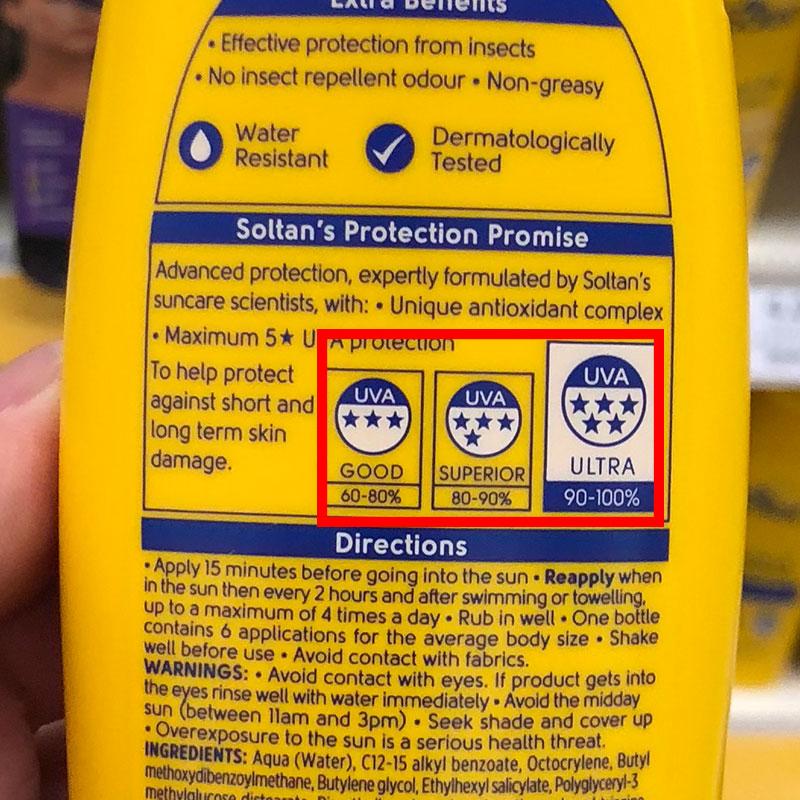 Extra Benefits
• Effective protection from insects
• No insect repellent odour • Non-greasy
Water
Resistant
Dermatologically
Tested
Soltan's Protection Promise
Advanced protection, expertly formulated by Soltan's
suncare scientists, with: • Unique antioxidant complex
• Maximum 5★ UVA protection
To help protect
against short and
long term skin
damage.
UVA
★★★
GOOD
60-80%
UVA
★★★★
SUPERIOR
80-90%
UVA
★★★★★
ULTRA
90-100%
Directions
• Apply 15 minutes before going into the sun • Reapply when
in the sun then every 2 hours and after swimming or towelling,
up to a maximum of 4 times a day • Rub in well • One bottle
contains 6 applications for the average body size • Shake
well before use • Avoid contact with fabrics.
WARNINGS: • Avoid contact with eyes. If product gets into
the eyes rinse well with water immediately • Avoid the midday
sun (between 11am and 3pm) • Seek shade and cover up
• Overexposure to the sun is a serious health threat.
INGREDIENTS: Aqua (Water), C12-15 alkyl benzoate, Octocrylene, Butyl
methoxydibenzoylmethane, Butylene glycol, Ethylhexyl salicylate, Polyglyceryl-3
methylglucose distearate,